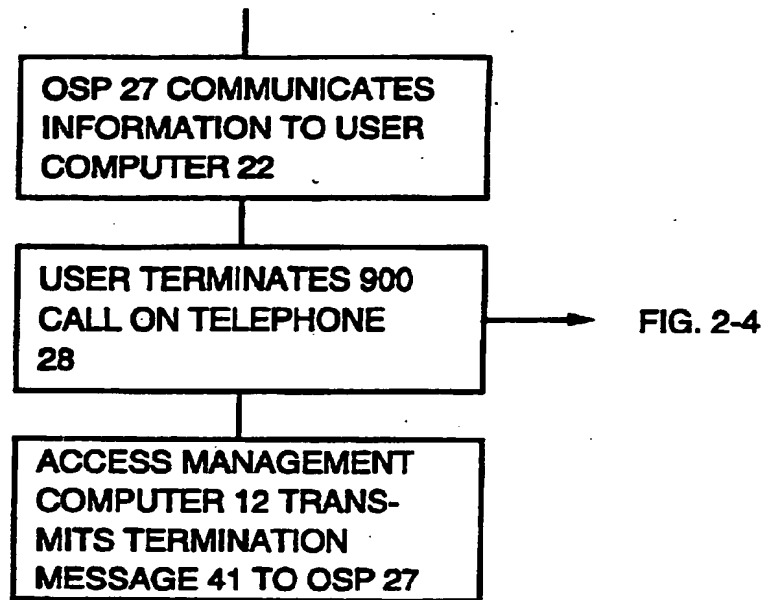 OSP 27 COMMUNICATES
INFORMATION TO USER
COMPUTER 22
USER TERMINATES 900
CALL ON TELEPHONE
28
FIG. 2-4
ACCESS MANAGEMENT
COMPUTER 12 TRANS-
MITS TERMINATION
MESSAGE 41 TO OSP 27